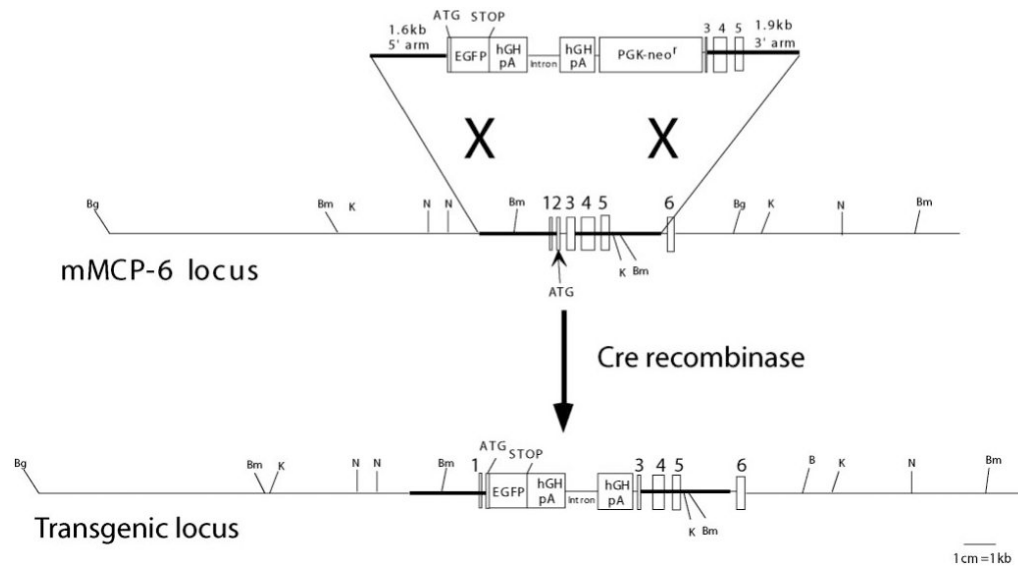 ATG STOP
1.6kb
5' arm
EGFP
hGH
pA
Intron
hGH
pA
PGK-neoʳ
3 4 5
1.9kb
3' arm
X X
Bg Bm K N N Bm 12 3 4 5 6 Bg K N Bm
K Bm
mMCP-6 locus
ATG
Cre recombinase
ATG
STOP
Bg Bm K N N Bm 1 3 4 5 6 B K N Bm
EGFP
hGH
pA
Intron
hGH
pA
K Bm
Transgenic locus
1cm=1kb